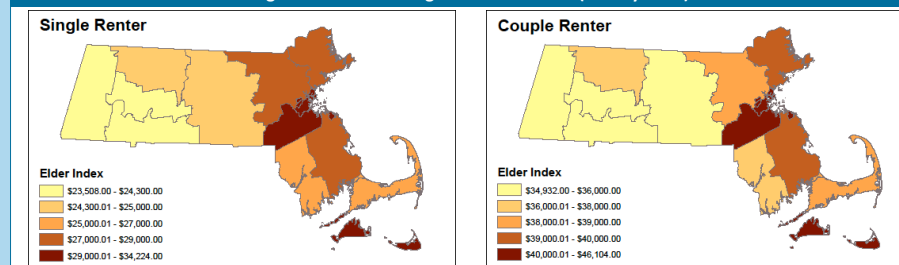 Single Renter
Elder Index
$23,508.00 - $24,300.00
$24,300.01 - $25,000.00
$25,000.01 - $27,000.00
$27,000.01 - $29,000.00
$29,000.01 - $34,224.00
Couple Renter
Elder Index
$34,932.00 - $36,000.00
$36,000.01 - $38,000.00
$38,000.01 - $39,000.00
$39,000.01 - $40,000.00
$40,000.01 - $46,104.00